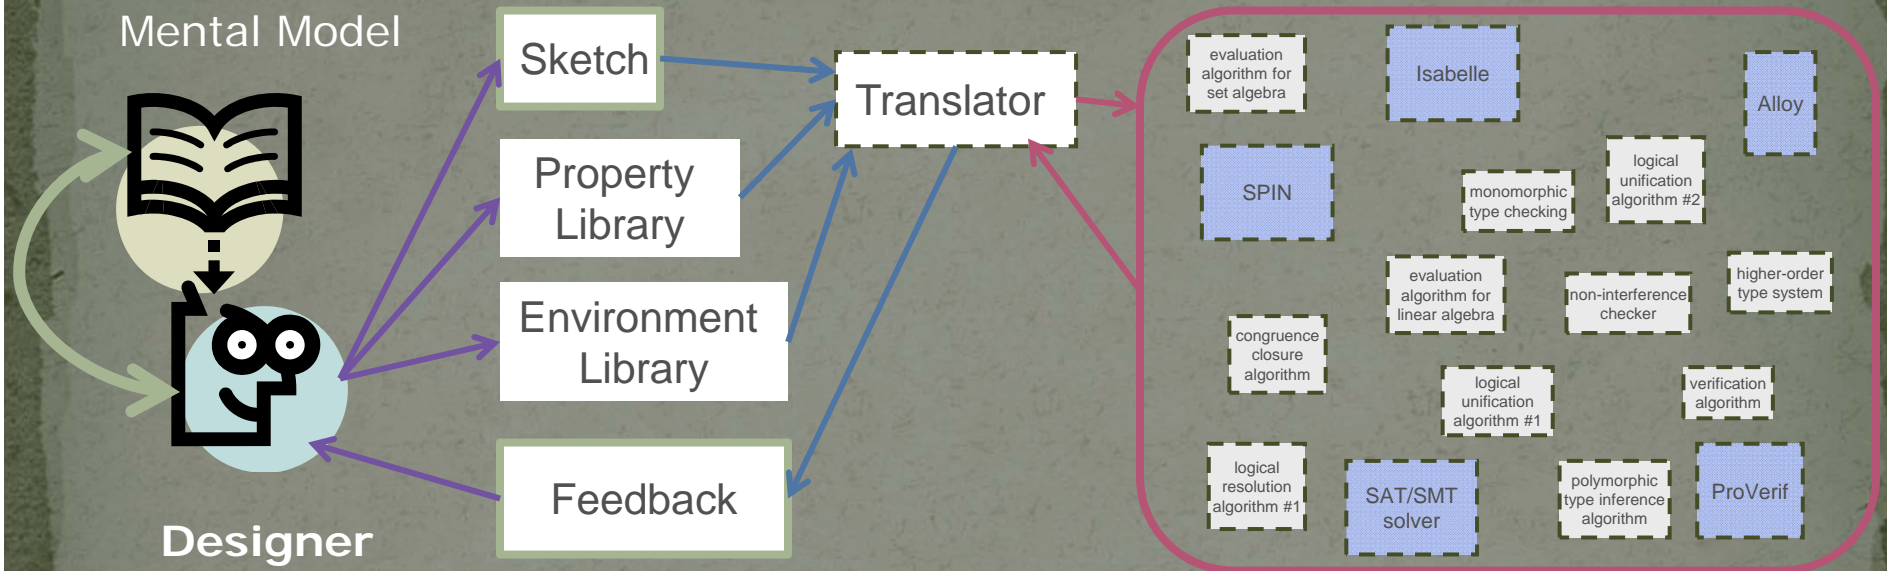 Mental Model
Designer
Sketch
Property
Library
Environment
Library
Feedback
Translator
evaluation
algorithm for
set algebra
Isabelle
Alloy
SPIN
monomorphic
type checking
logical
unification
algorithm #2
evaluation
algorithm for
linear algebra
non-interference
checker
higher-order
type system
congruence
closure
algorithm
logical
unification
algorithm #1
verification
algorithm
logical
resolution
algorithm #1
SAT/SMT
solver
polymorphic
type inference
algorithm
ProVerif